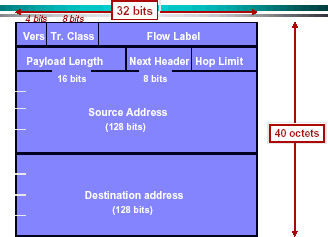 32 bits
4 bits 8 bits
Vers Tr. Class Flow Label
Payload Length Next Header Hop Limit
16 bits 8 bits
Source Address
(128 bits)
40 octets
Destination address
(128 bits)